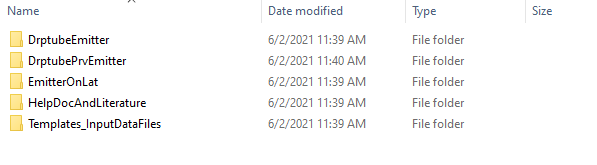 Name Date modified Type Size
DrptubeEmitter 6/2/2021 11:39 AM File folder
DrptubePrvEmitter 6/2/2021 11:40 AM File folder
EmitterOnLat 6/2/2021 11:39 AM File folder
HelpDocAndLiterature 6/2/2021 11:39 AM File folder
Templates_InputDataFiles 6/2/2021 11:39 AM File folder